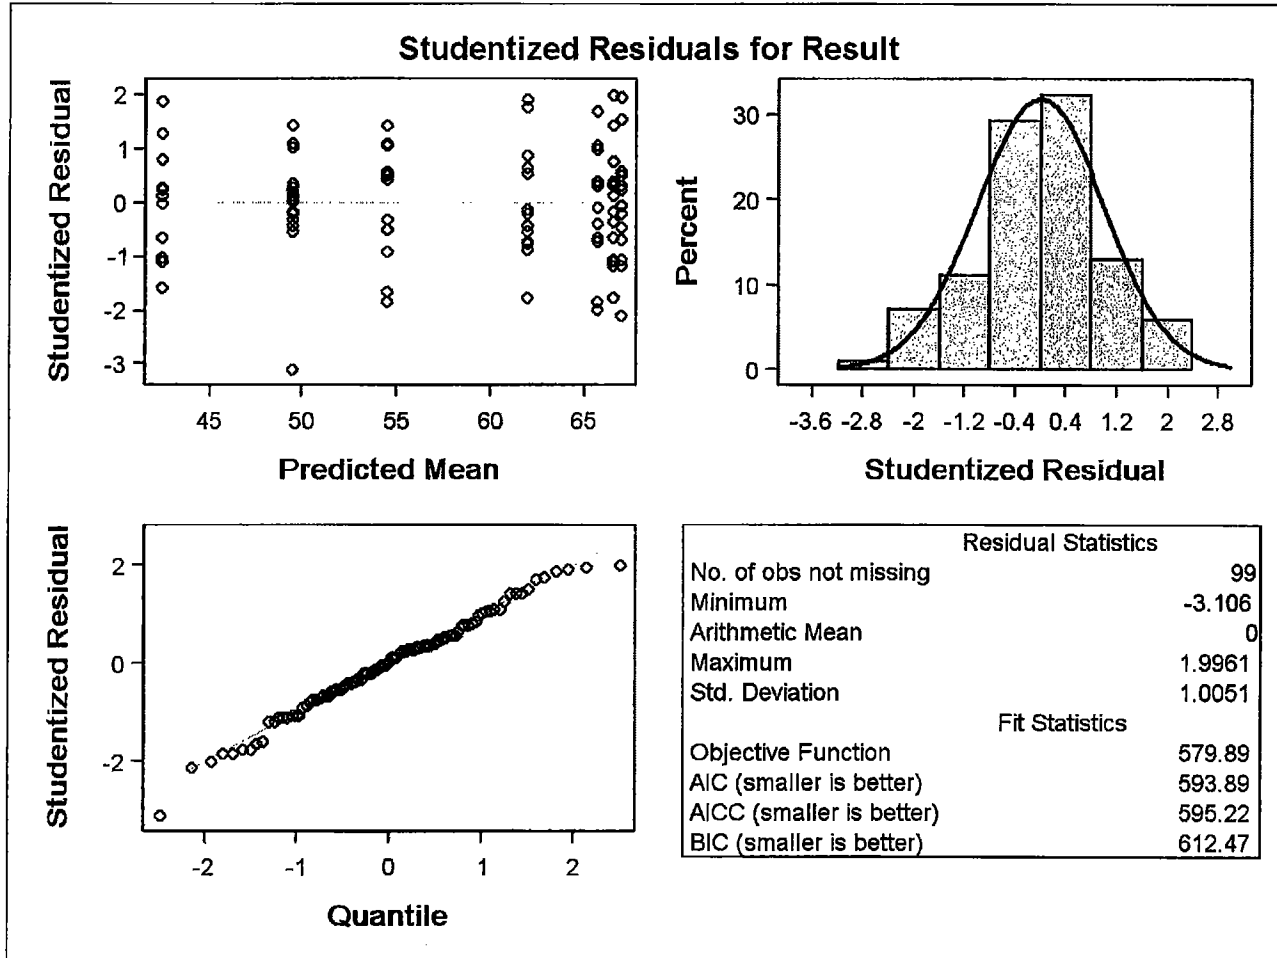 Studentized Residuals for Result
Studentized Residual
2
1
0
-1
-2
-3
45 50 55 60 65
Predicted Mean
Percent
30
20
10
0
-3.6 -2.8 -2 -1.2 -0.4 0.4 1.2 2 2.8
Studentized Residual
Studentized Residual
2
0
-2
-2 -1 0 1 2
Quantile
Residual Statistics
No. of obs not missing 99
Minimum -3.106
Arithmetic Mean 0
Maximum 1.9961
Std. Deviation 1.0051
Fit Statistics
Objective Function 579.89
AIC (smaller is better) 593.89
AICC (smaller is better) 595.22
BIC (smaller is better) 612.47